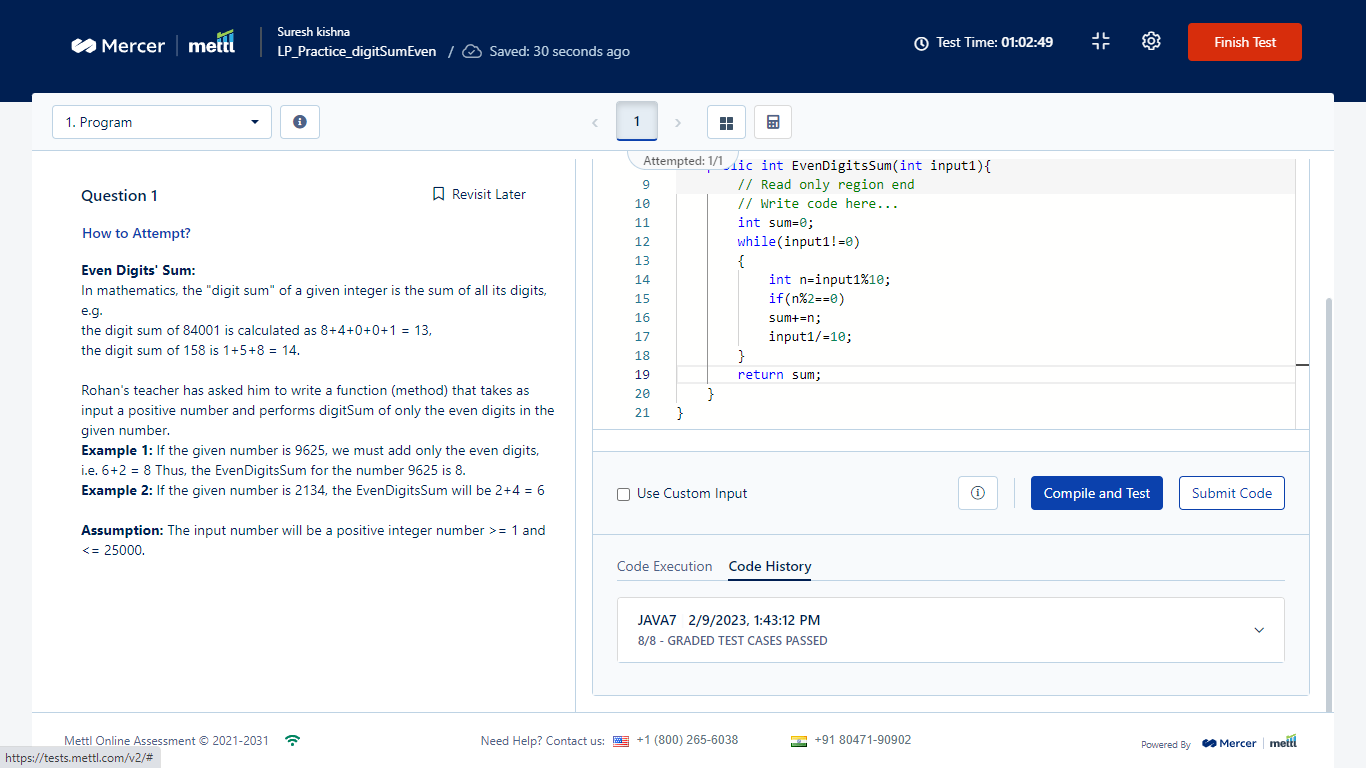 Mercer | mettl
Suresh kishna
LP_Practice_digitSumEven / Saved: 30 seconds ago
Test Time: 01:02:49
Finish Test
1. Program
1
Attempted: 1/1
Question 1
Revisit Later
How to Attempt?
Even Digits' Sum:
In mathematics, the "digit sum" of a given integer is the sum of all its digits,
e.g.
the digit sum of 84001 is calculated as 8+4+0+0+1 = 13,
the digit sum of 158 is 1+5+8 = 14.
Rohan's teacher has asked him to write a function (method) that takes as
input a positive number and performs digitSum of only the even digits in the
given number.
Example 1: If the given number is 9625, we must add only the even digits,
i.e. 6+2 = 8 Thus, the EvenDigitsSum for the number 9625 is 8.
Example 2: If the given number is 2134, the EvenDigitsSum will be 2+4 = 6
Assumption: The input number will be a positive integer number >= 1 and
<= 25000.
int EvenDigitsSum(int input1){
9 // Read only region end
10 // Write code here...
11 int sum=0;
12 while(input1!=0)
13 {
14 int n=input1%10;
15 if(n%2==0)
16 sum+=n;
17 input1/=10;
18 }
19 return sum;
20 }
21 }
Use Custom Input
Compile and Test
Submit Code
Code Execution
Code History
JAVA7 2/9/2023, 1:43:12 PM
8/8 - GRADED TEST CASES PASSED
Mettl Online Assessment © 2021-2031
Need Help? Contact us: +1 (800) 265-6038
+91 80471-90902
Powered By Mercer | mettl
https://tests.mettl.com/v2/#